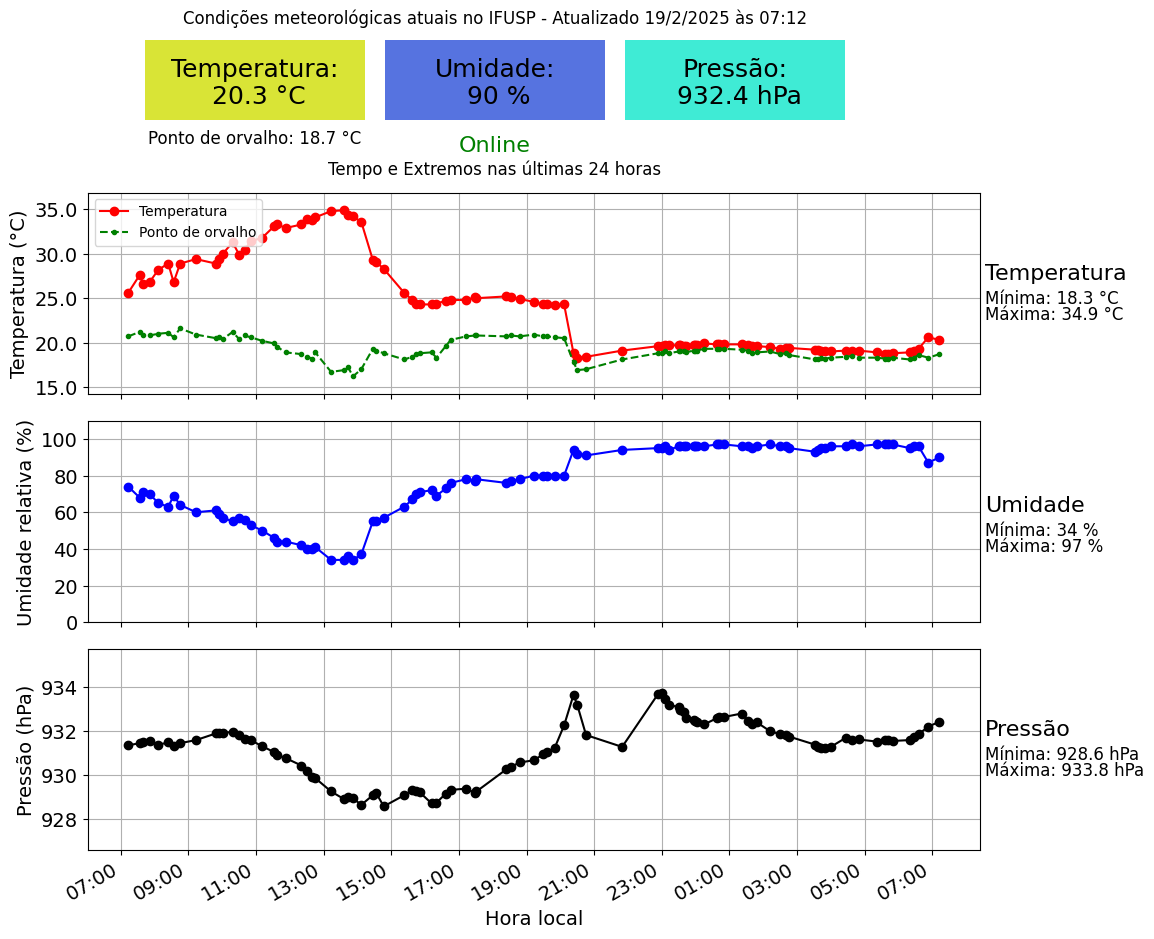 Condições meteorológicas atuais no IFUSP - Atualizado 19/2/2025 às 07:12
Temperatura:
20.3 °C
Umidade:
90 %
Pressão:
932.4 hPa
Ponto de orvalho: 18.7 °C
Online
Tempo e Extremos nas últimas 24 horas
Temperatura (°C)
35.0
30.0
25.0
20.0
15.0
Temperatura
Ponto de orvalho
Temperatura
Mínima: 18.3 °C
Máxima: 34.9 °C
Umidade relativa (%)
100
80
60
40
20
0
Umidade
Mínima: 34 %
Máxima: 97 %
Pressão (hPa)
934
932
930
928
Pressão
Mínima: 928.6 hPa
Máxima: 933.8 hPa
07:00 09:00 11:00 13:00 15:00 17:00 19:00 21:00 23:00 01:00 03:00 05:00 07:00
Hora local